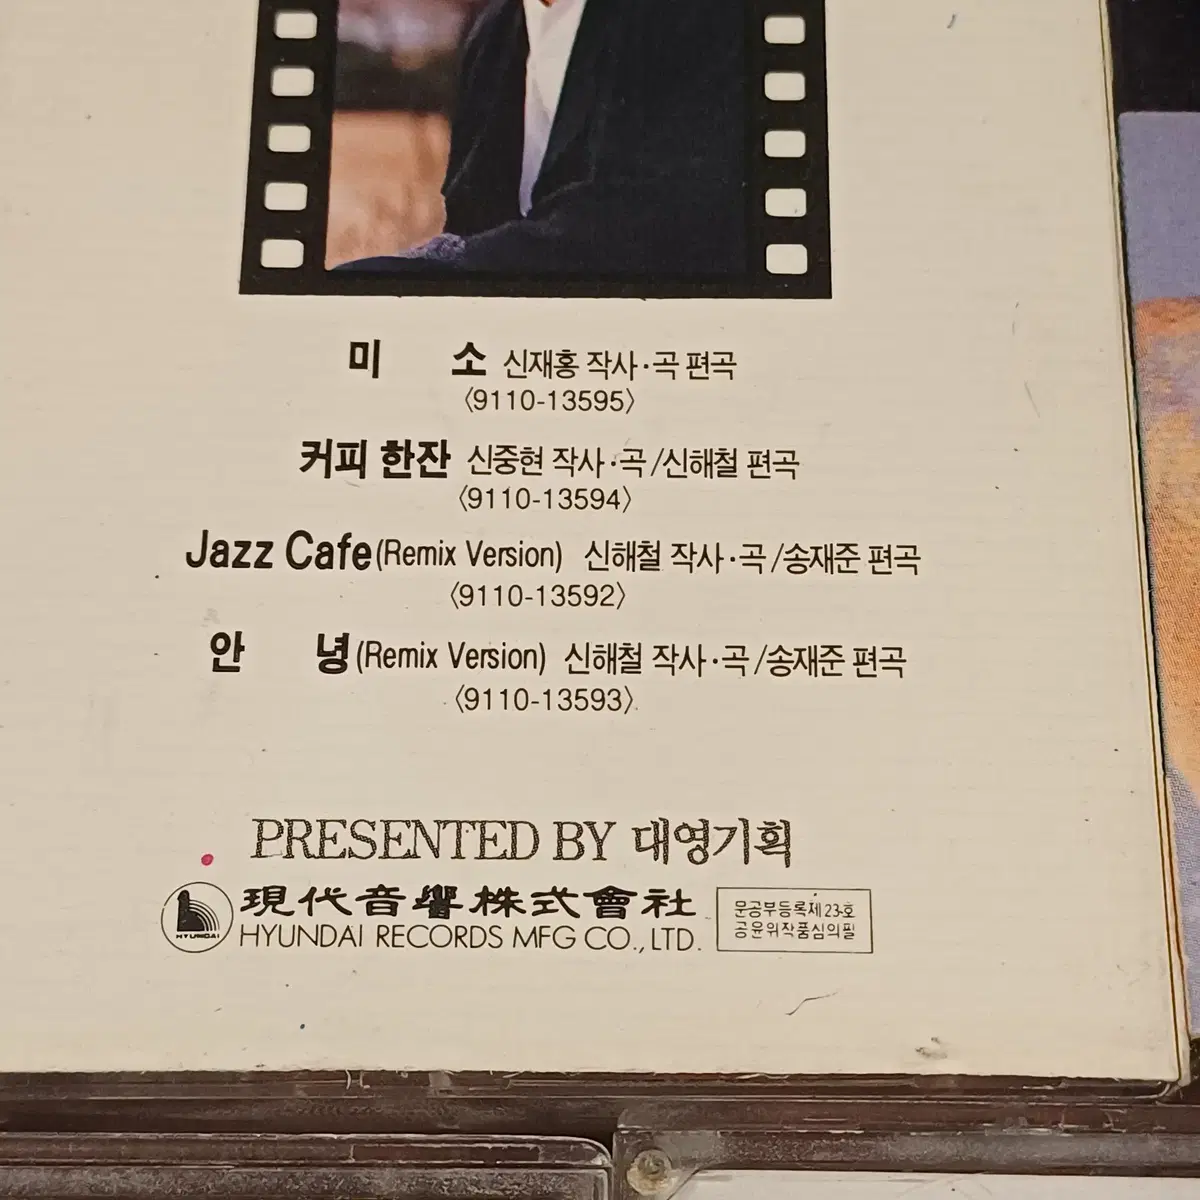 미 소 신재홍 작사·곡 편곡
〈9110-13595〉
커피 한잔 신중현 작사·곡/신해철 편곡
〈9110-13594〉
Jazz Cafe(Remix Version) 신해철 작사·곡/송재준 편곡
〈9110-13592〉
안 녕(Remix Version) 신해철 작사·곡/송재준 편곡
〈9110-13593〉
PRESENTED BY 대영기획
HYUNDAI
現代音響株式會社
HYUNDAI RECORDS MFG CO., LTD.
문공부등록제23호
공윤위작품심의필